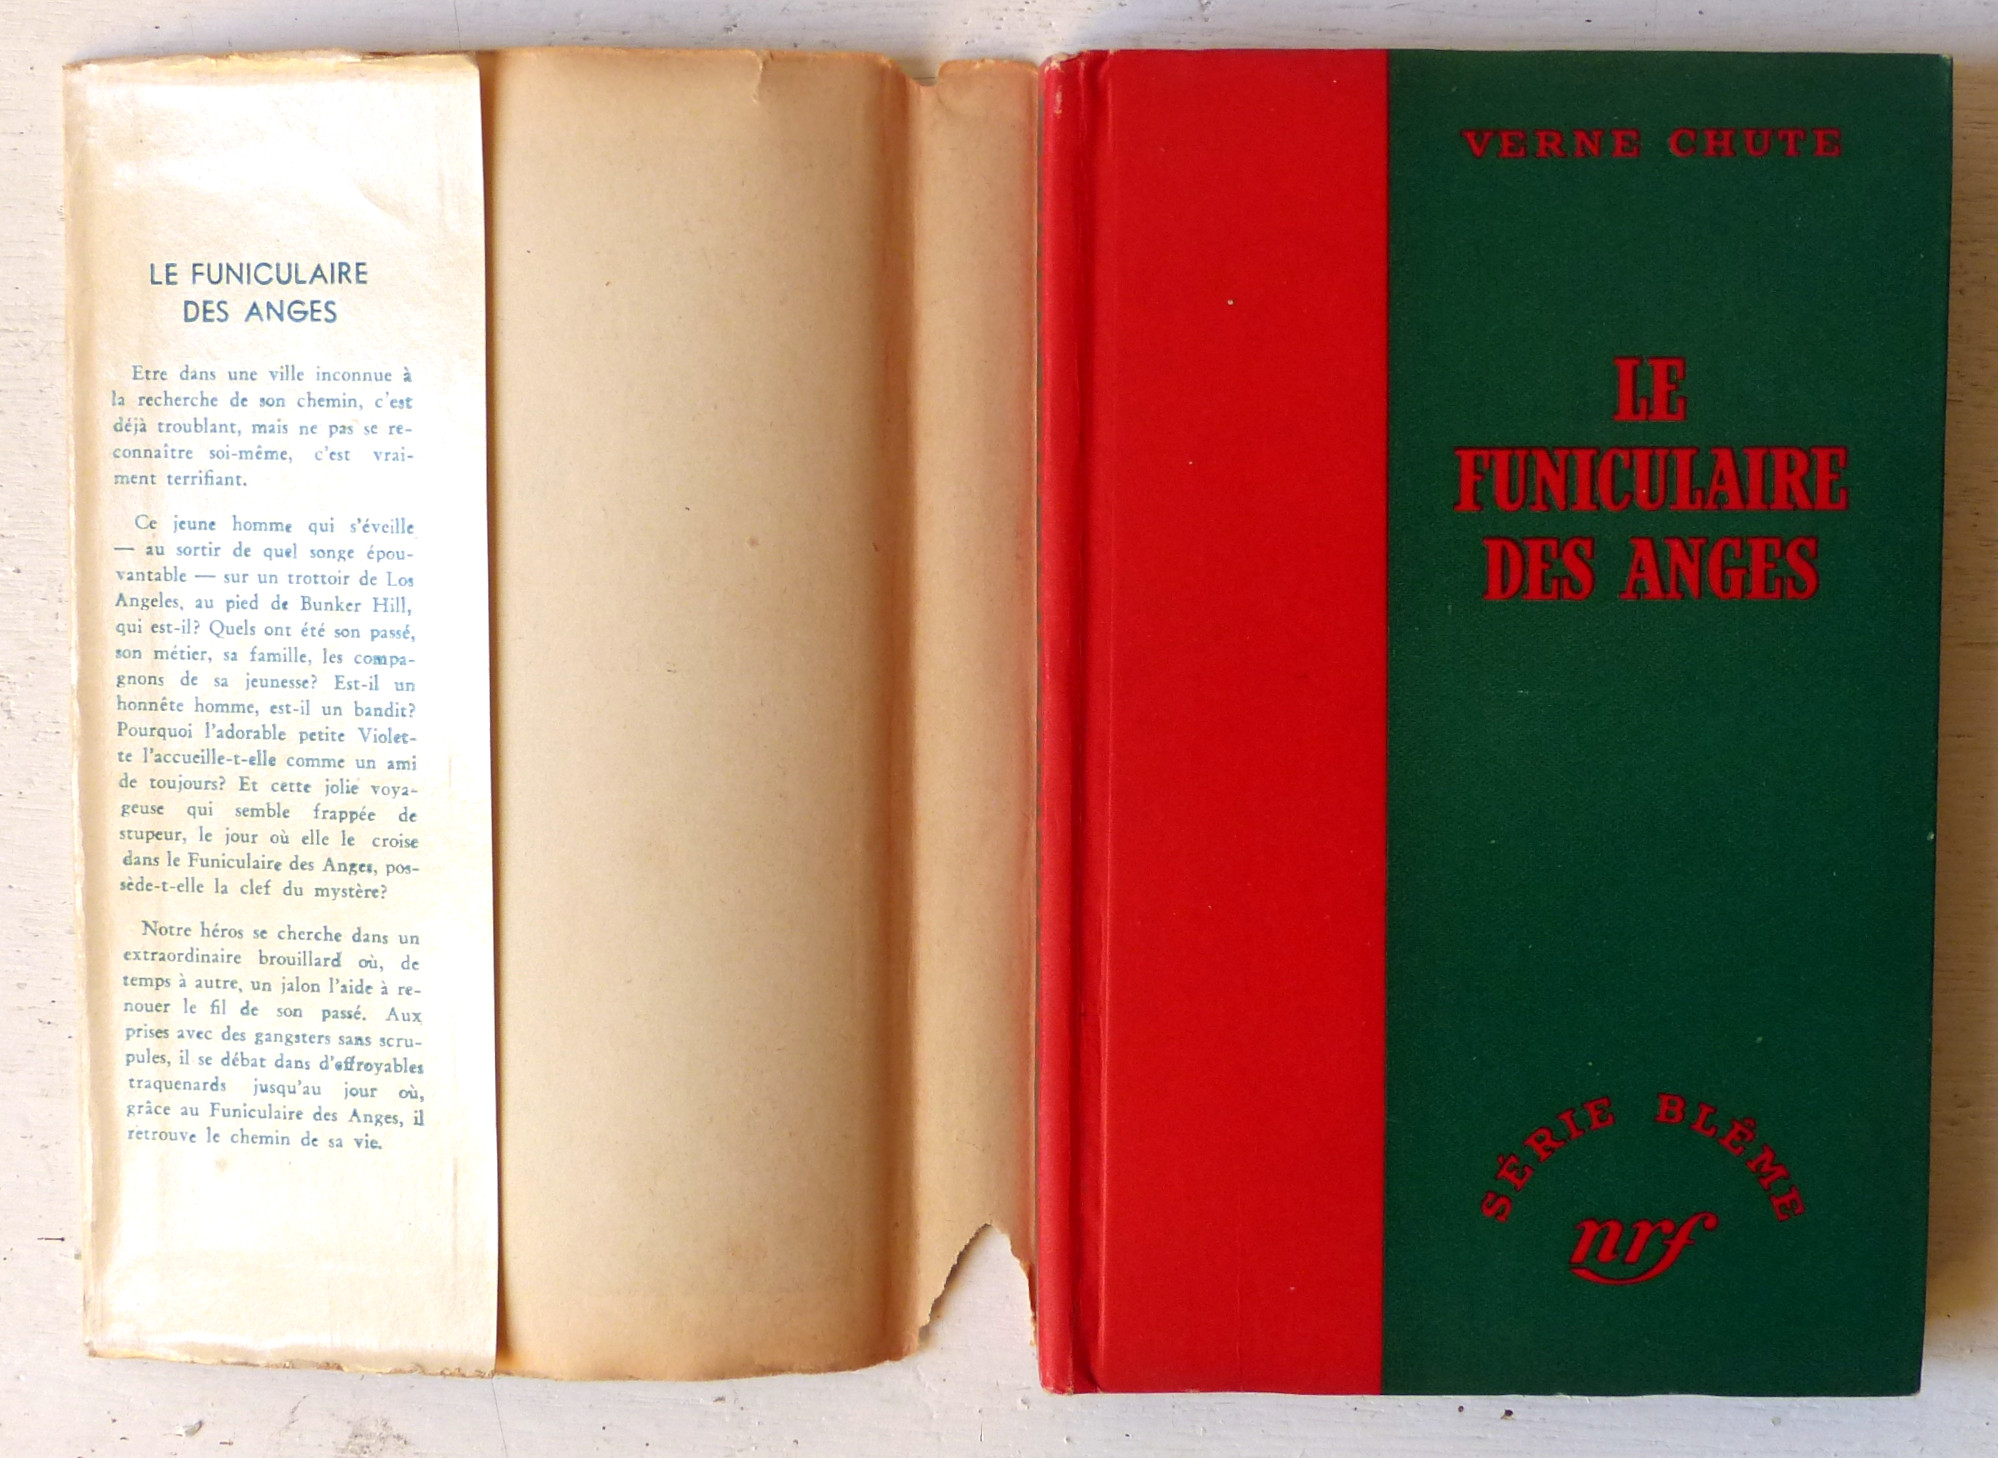 LE FUNICULAIRE
DES ANGES
Etre dans une ville inconnue à
la recherche de son chemin, c'est
déjà troublant, mais ne pas se re-
connaître soi-même, c'est vrai-
ment terrifiant.
Ce jeune homme qui s'éveille
— au sortir de quel songe épou-
vantable — sur un trottoir de Los
Angeles, au pied de Bunker Hill,
qui est-il? Quels ont été son passé,
son métier, sa famille, les compa-
gnons de sa jeunesse? Est-il un
honnête homme, est-il un bandit?
Pourquoi l'adorable petite Violet-
te l'accueille-t-elle comme un ami
de toujours? Et cette jolie voya-
geuse qui semble frappée de
stupeur, le jour où elle le croise
dans le Funiculaire des Anges, pos-
sède-t-elle la clef du mystère?
Notre héros se cherche dans un
extraordinaire brouillard où, de
temps à autre, un jalon l'aide à re-
nouer le fil de son passé. Aux
prises avec des gangsters sans scru-
pules, il se débat dans d'effroyables
traquenards jusqu'au jour où,
grâce au Funiculaire des Anges, il
retrouve le chemin de sa vie.
VERNE CHUTE
LE
FUNICULAIRE
DES ANGES
SÉRIE BLÊME
nrf